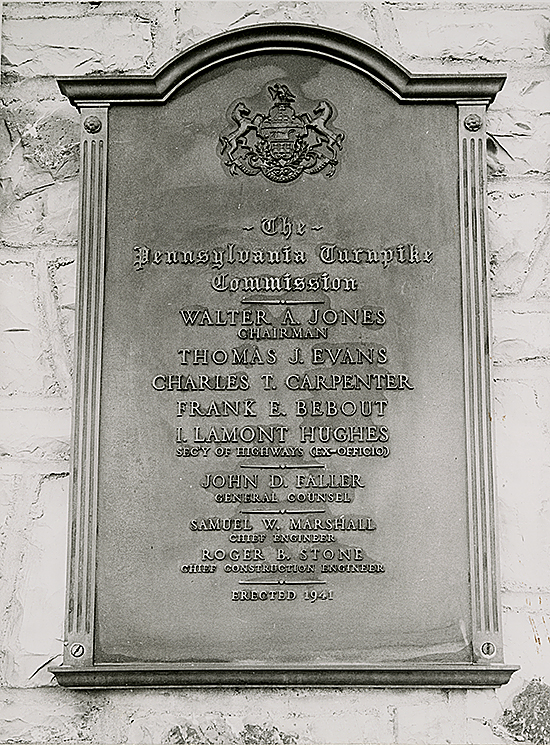 ~ The ~
Pennsylvania Turnpike
Commission
WALTER A. JONES
CHAIRMAN
THOMAS J. EVANS
CHARLES T. CARPENTER
FRANK E. BEBOUT
I. LAMONT HUGHES
SEC'Y OF HIGHWAYS (EX-OFFICIO)
JOHN D. FALLER
GENERAL COUNSEL
SAMUEL W. MARSHALL
CHIEF ENGINEER
ROGER B. STONE
CHIEF CONSTRUCTION ENGINEER
ERECTED 1941